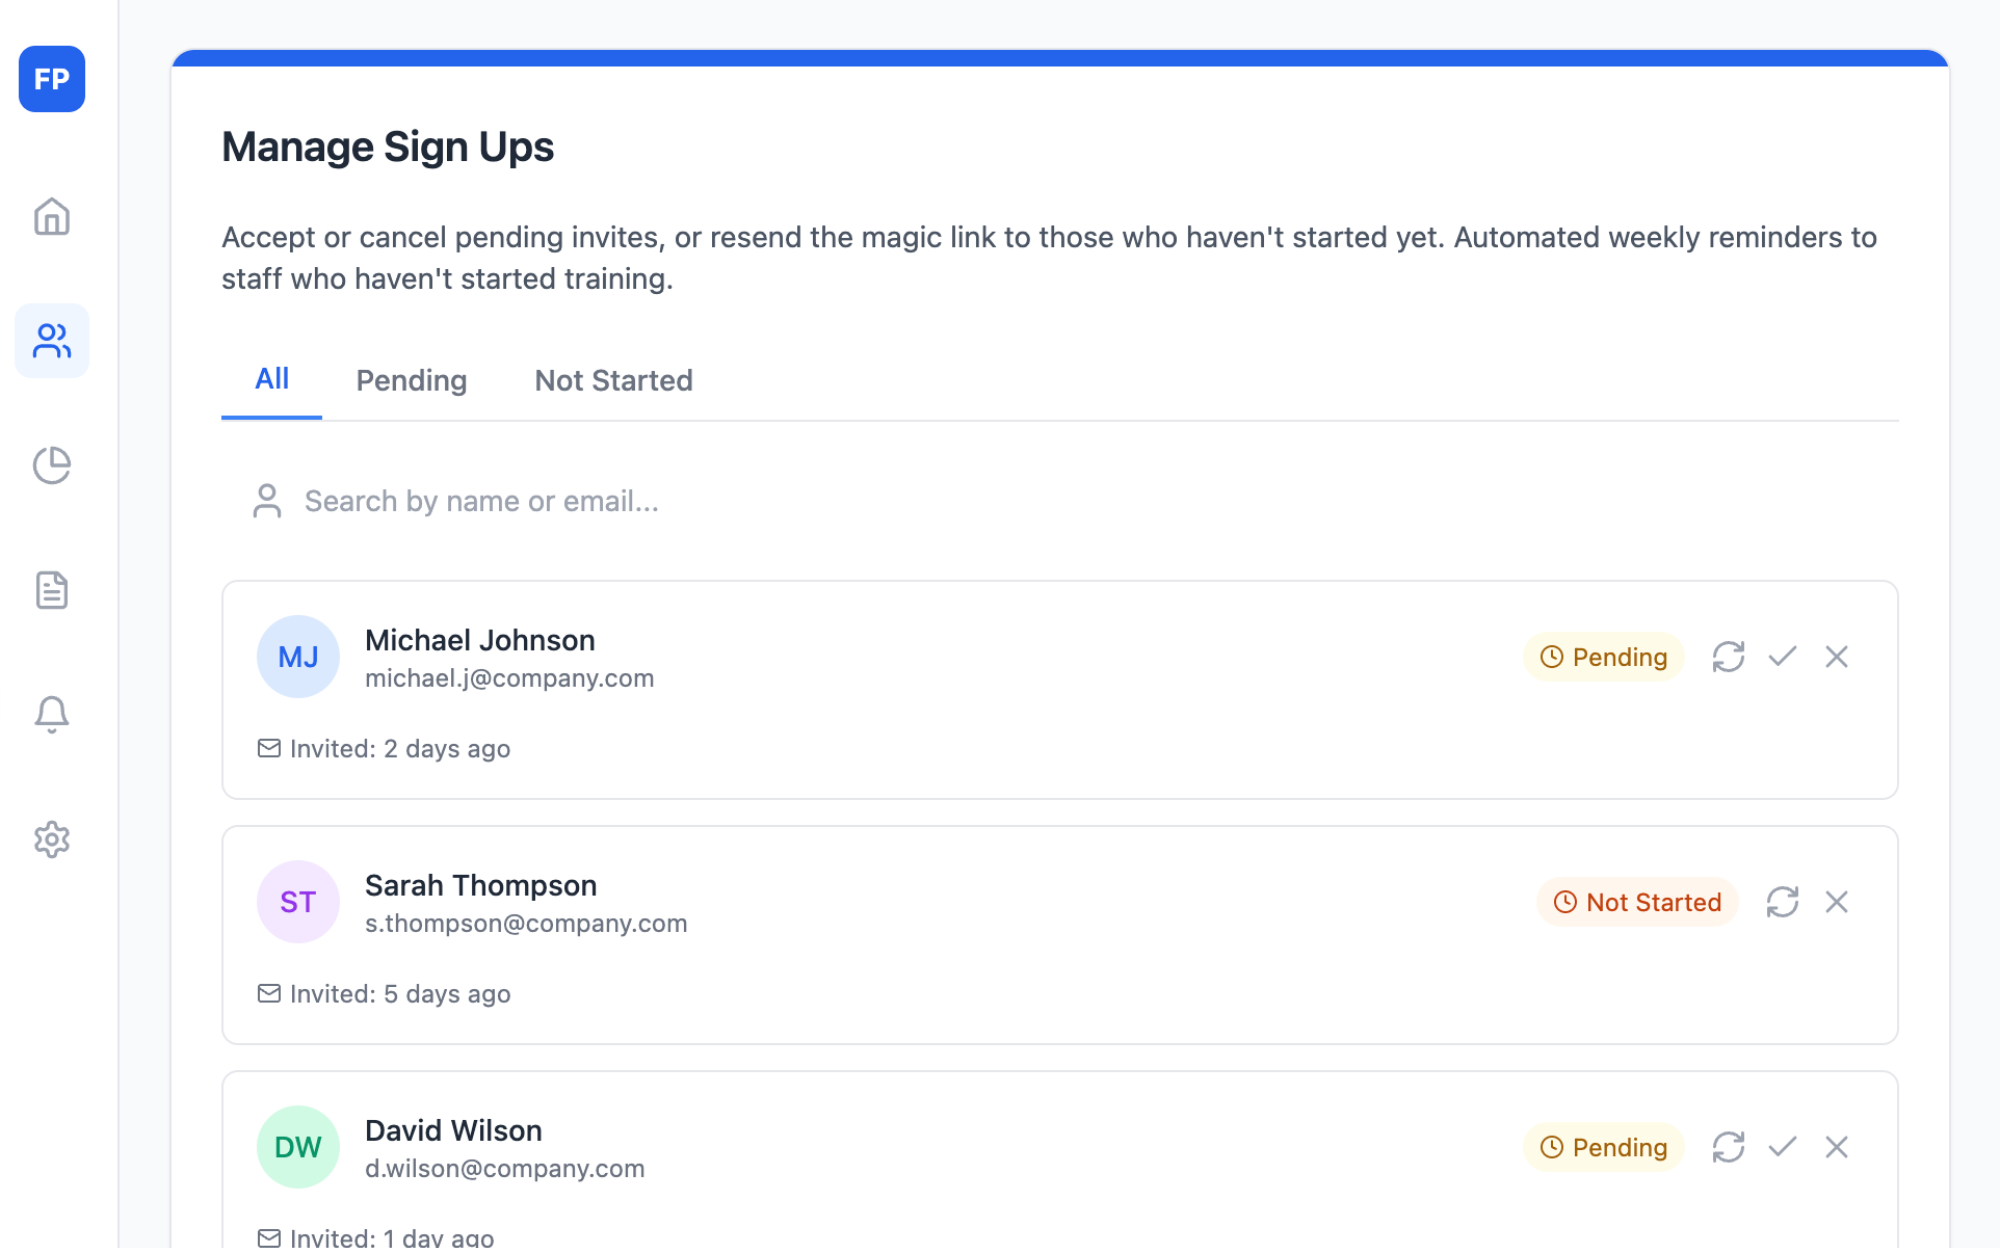 FP
Manage Sign Ups
Accept or cancel pending invites, or resend the magic link to those who haven't started yet. Automated weekly reminders to
staff who haven't started training.
All Pending Not Started
Search by name or email...
MJ
Michael Johnson
michael.j@company.com
Pending
Invited: 2 days ago
ST
Sarah Thompson
s.thompson@company.com
Not Started
Invited: 5 days ago
DW
David Wilson
d.wilson@company.com
Pending
Invited: 1 day ago